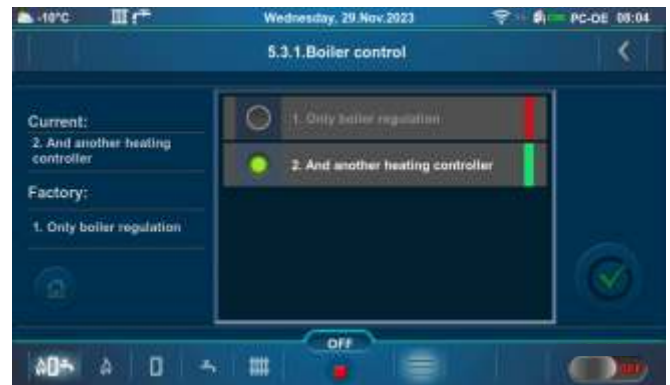 -10°C
Wednesday, 29.Nov.2023
PC-OE 08:04
5.3.1.Boiler control
Current:
2. And another heating
controller
Factory:
1. Only boiler regulation
1. Only boiler regulation
2. And another heating controller
OFF
OFF